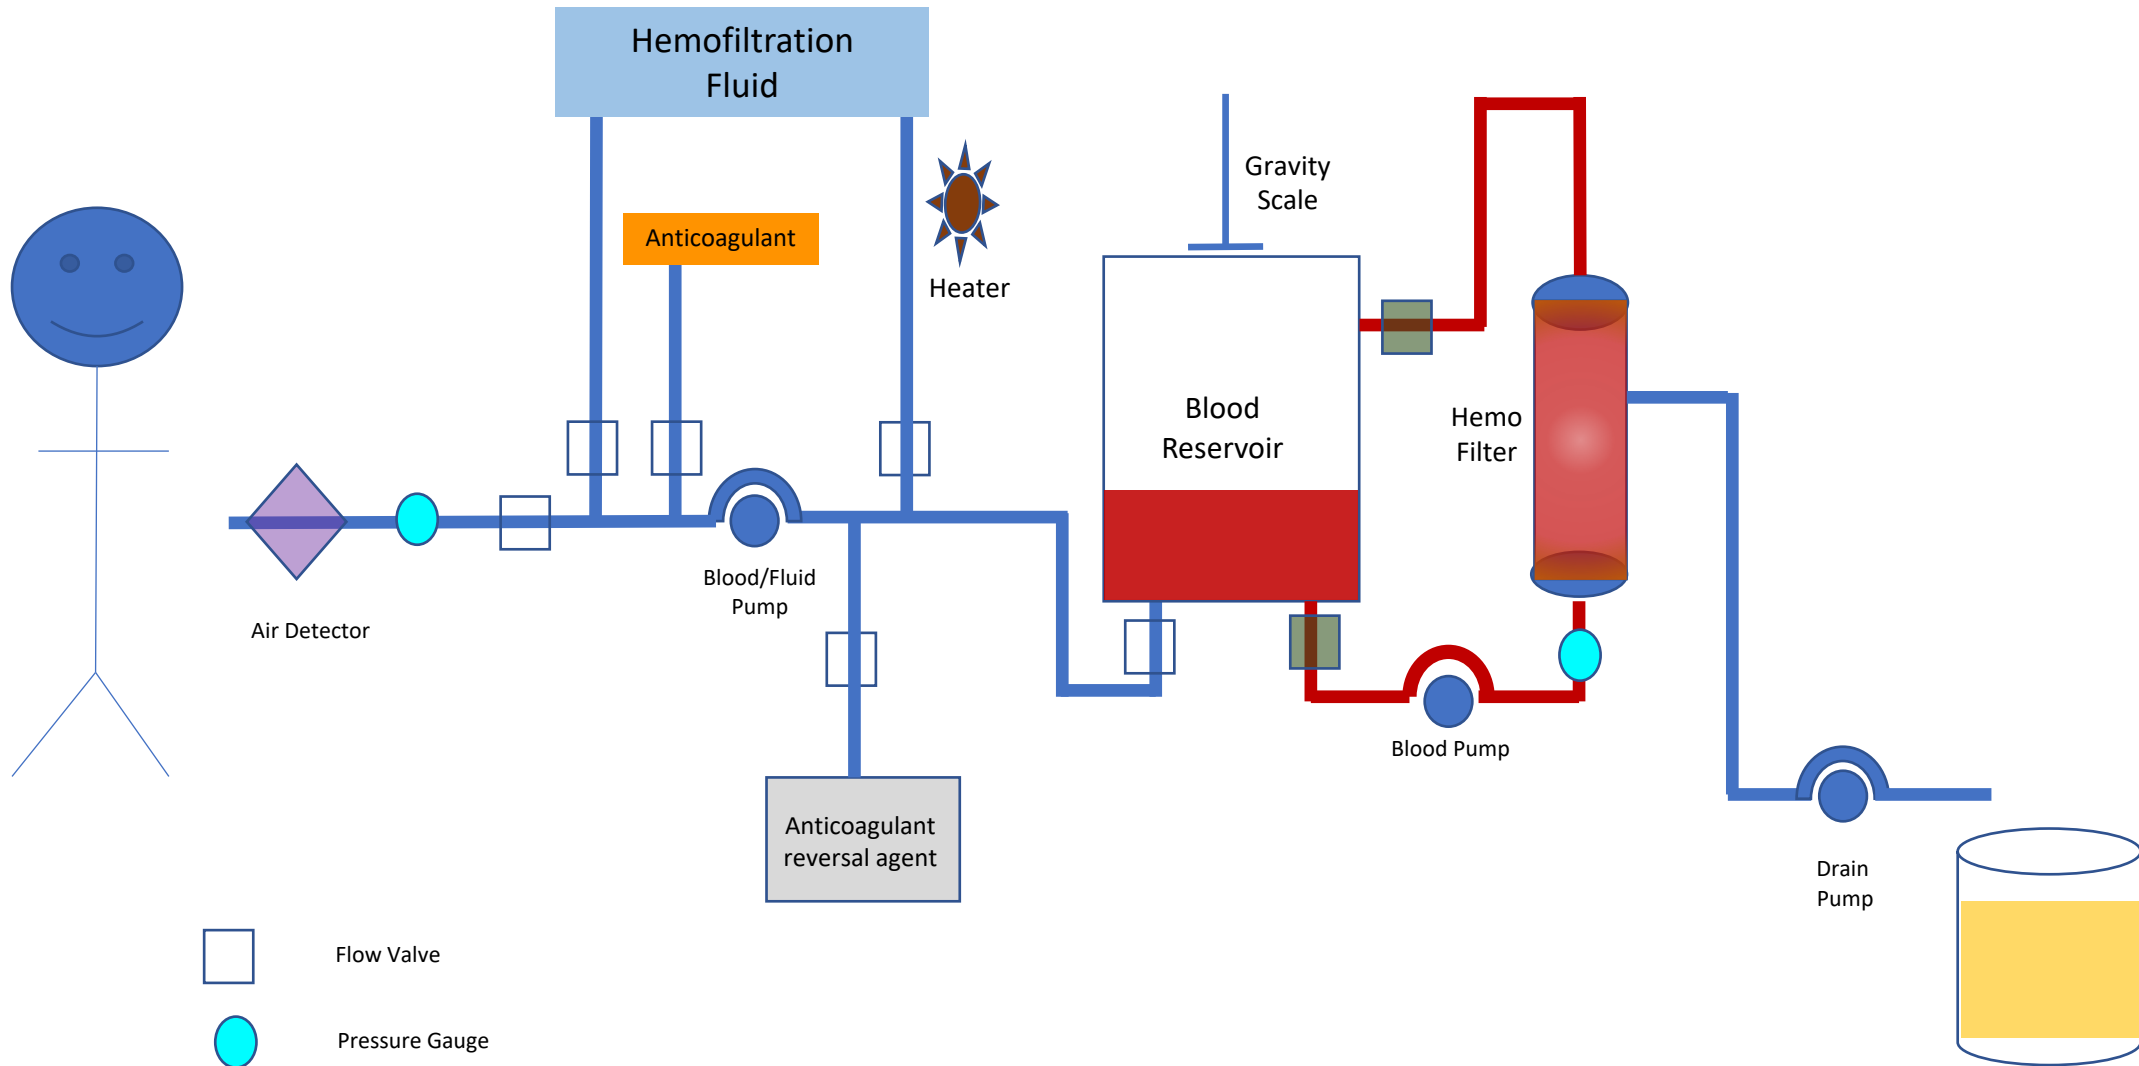 Hemofiltration
Fluid
Gravity
Scale
Anticoagulant
Heater
Blood
Reservoir
Hemo
Filter
Blood/Fluid
Pump
Air Detector
Blood Pump
Anticoagulant
reversal agent
Drain
Pump
Flow Valve
Pressure Gauge